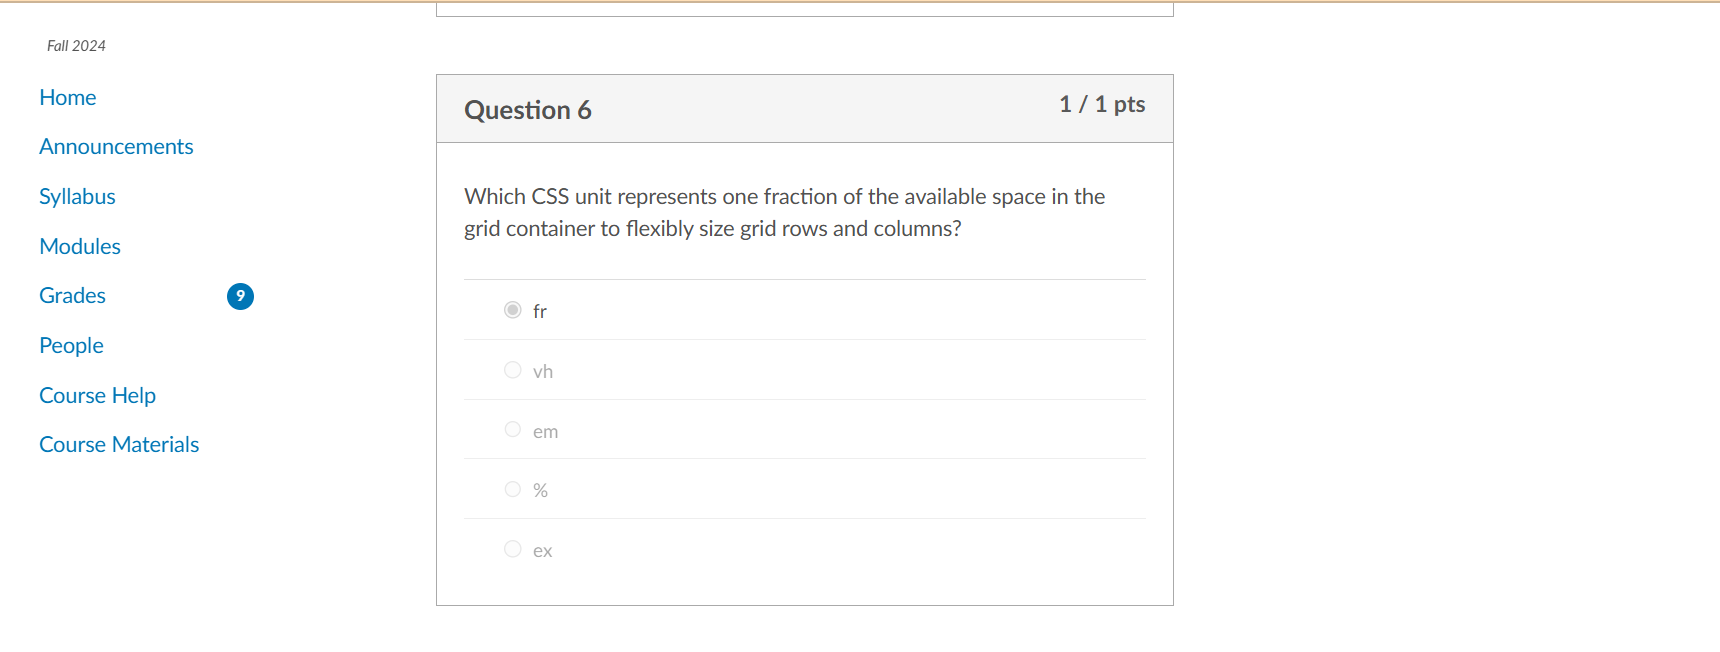 Fall 2024
Home
Announcements
Syllabus
Modules
Grades 9
People
Course Help
Course Materials
Question 6 1 / 1 pts
Which CSS unit represents one fraction of the available space in the
grid container to flexibly size grid rows and columns?
fr
vh
em
%
ex